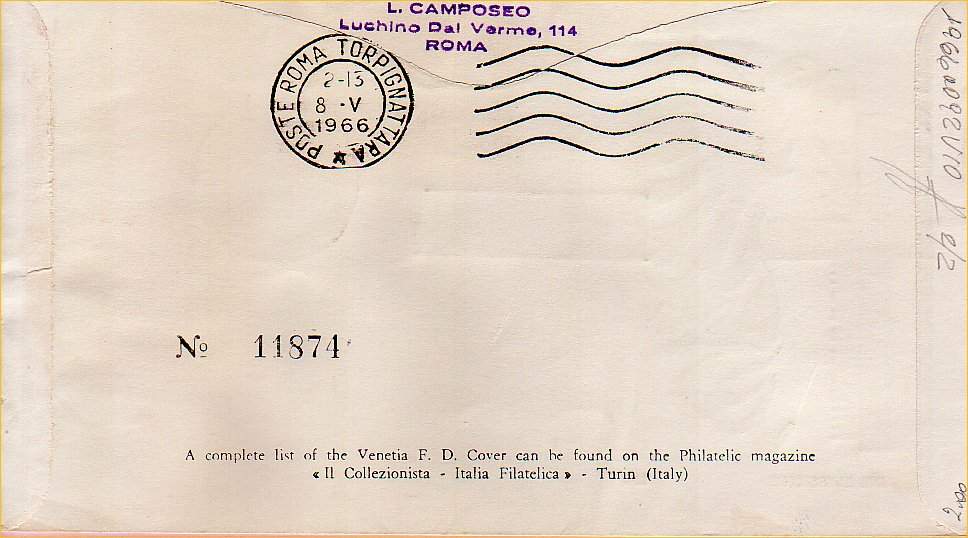 L. CAMPOSEO
Luchino Dal Verme, 114
ROMA
POSTE ROMA TORPIGNATTARA
2-13
8 · V
1966
Nº 11874
A complete list of the Venetia F. D. Cover can be found on the Philatelic magazine
« Il Collezionista - Italia Filatelica » - Turin (Italy)
e/2